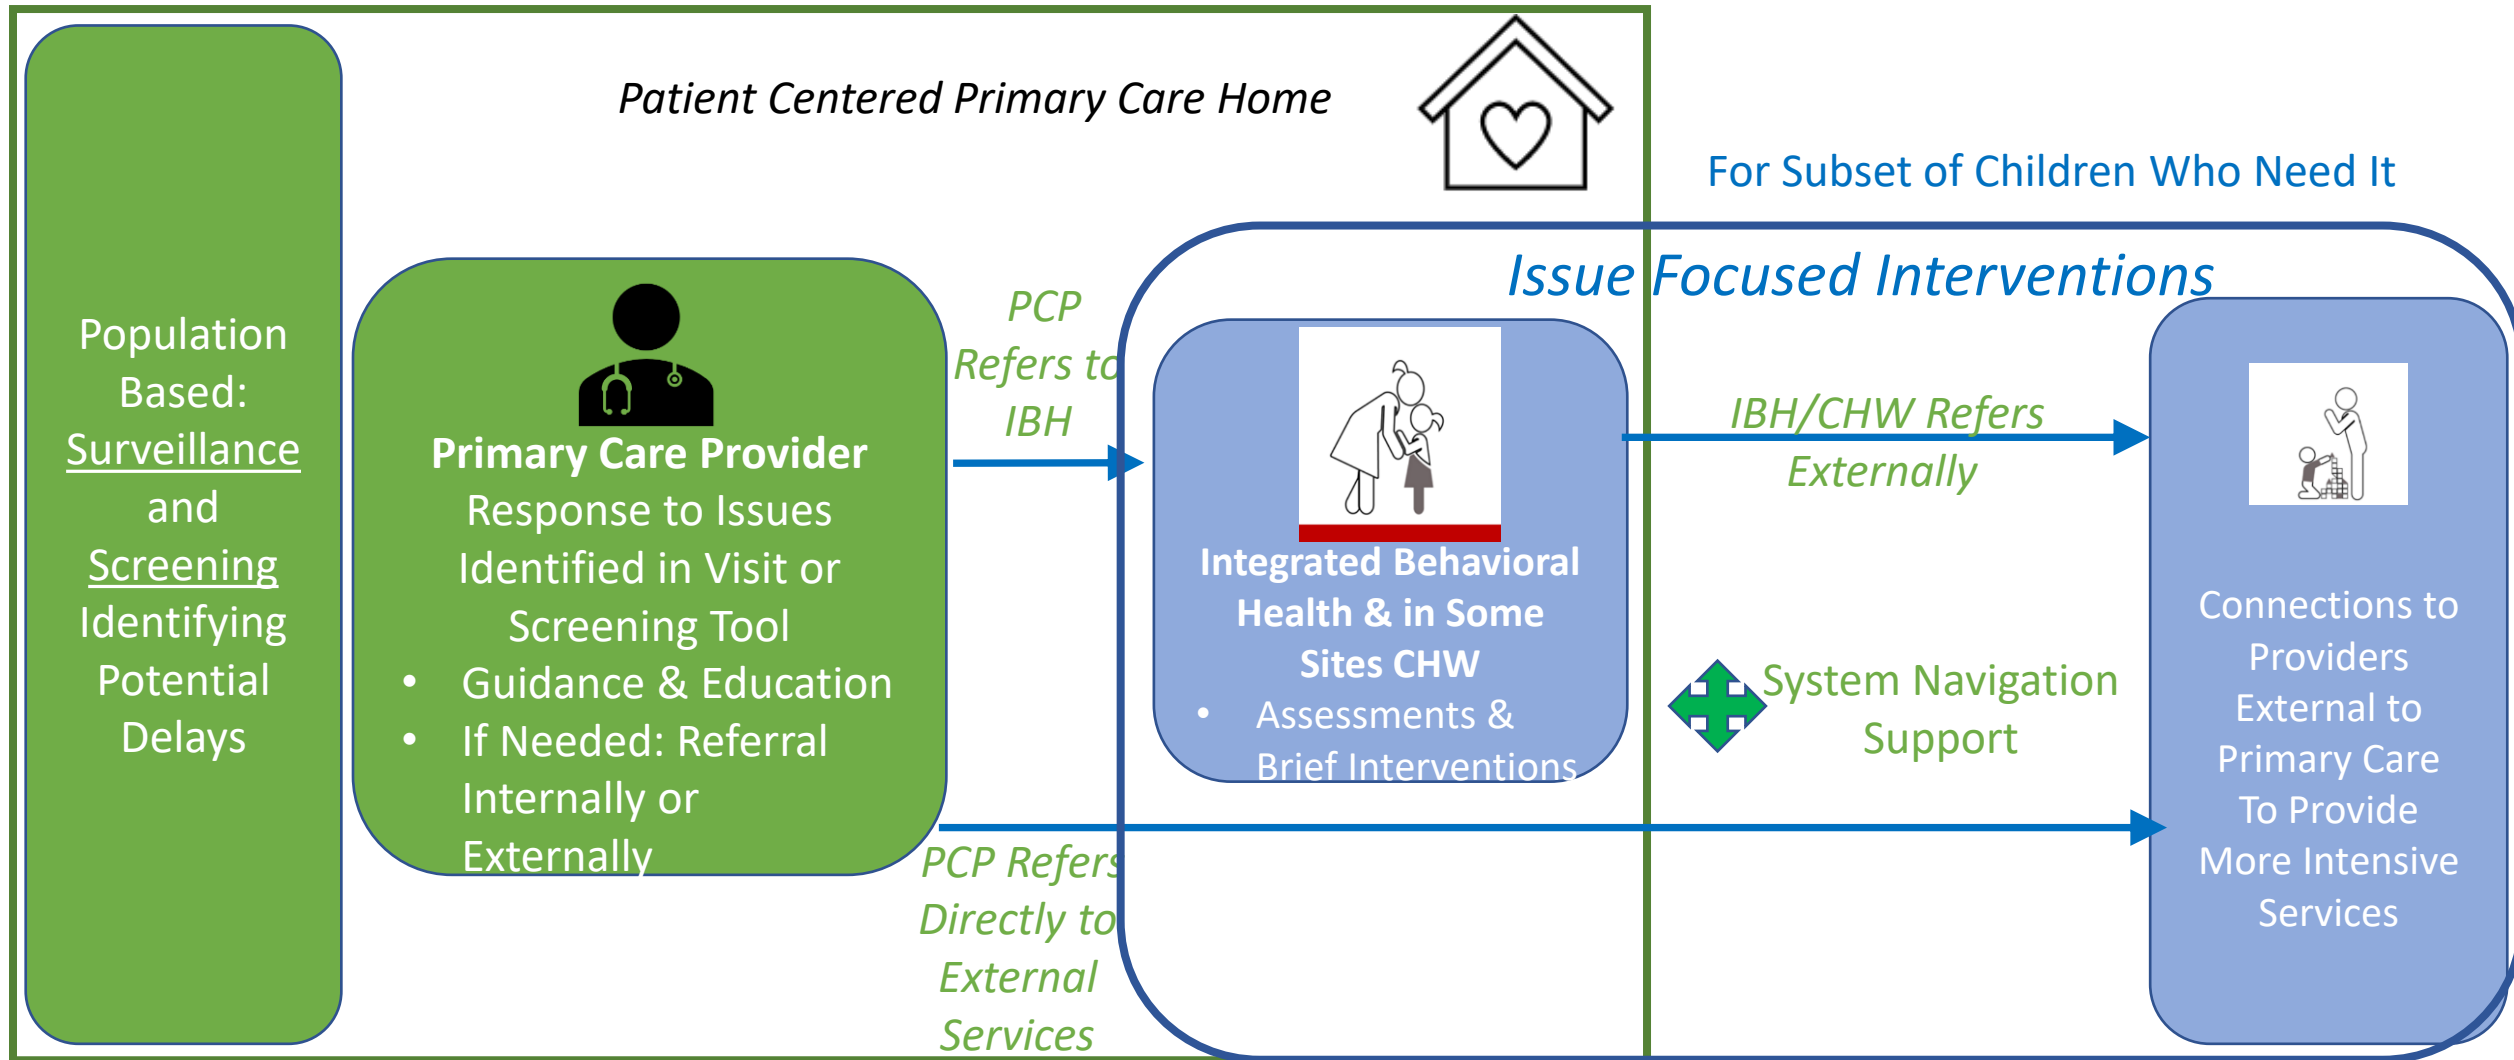 Patient Centered Primary Care Home
For Subset of Children Who Need It
Issue Focused Interventions
Population
Based:
Surveillance
and
Screening
Identifying
Potential
Delays
Primary Care Provider
Response to Issues
Identified in Visit or
Screening Tool
• Guidance & Education
• If Needed: Referral
Internally or
Externally
PCP
Refers to
IBH
PCP Refers
Directly to
External
Services
Integrated Behavioral
Health & in Some
Sites CHW
• Assessments &
Brief Interventions
IBH/CHW Refers
Externally
System Navigation
Support
Connections to
Providers
External to
Primary Care
To Provide
More Intensive
Services